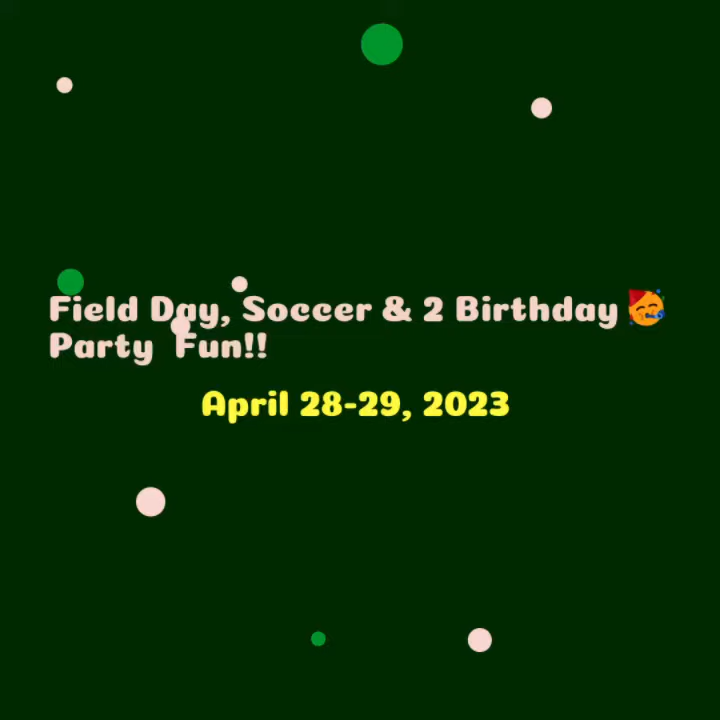 Field Day, Soccer & 2 Birthday 🥳
Party  Fun!!
April 28-29, 2023